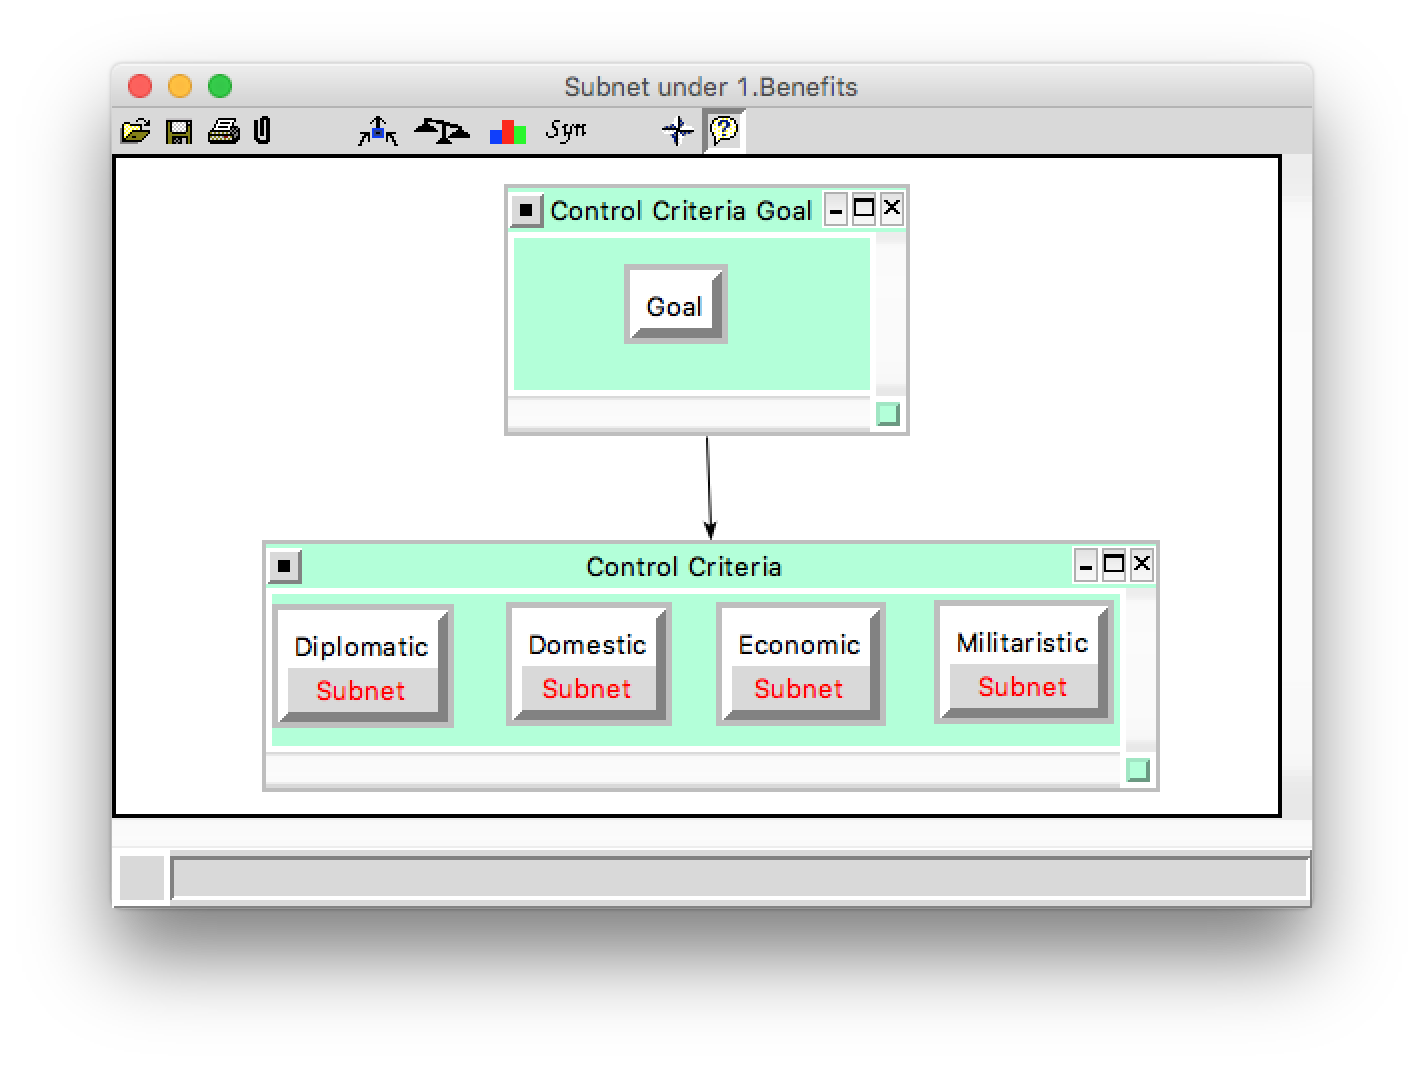 Subnet under 1.Benefits
Syn
Control Criteria Goal
Goal
Control Criteria
Diplomatic Domestic Economic Militaristic
Subnet Subnet Subnet Subnet